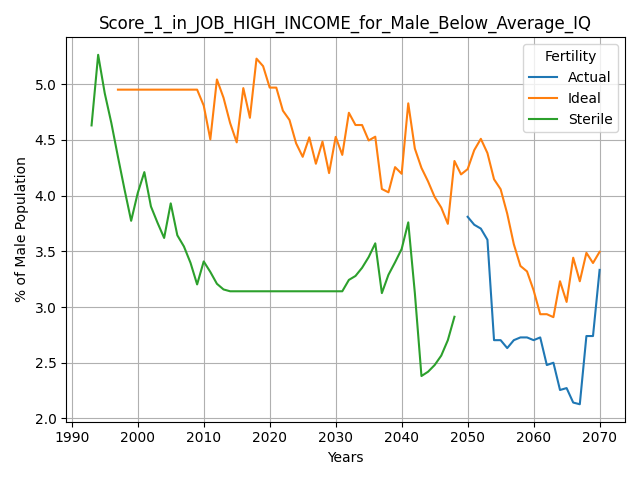 Score_1_in_JOB_HIGH_INCOME_for_Male_Below_Average_IQ
Fertility
Actual
Ideal
Sterile
% of Male Population
5.0
4.5
4.0
3.5
3.0
2.5
2.0
1990 2000 2010 2020 2030 2040 2050 2060 2070
Years